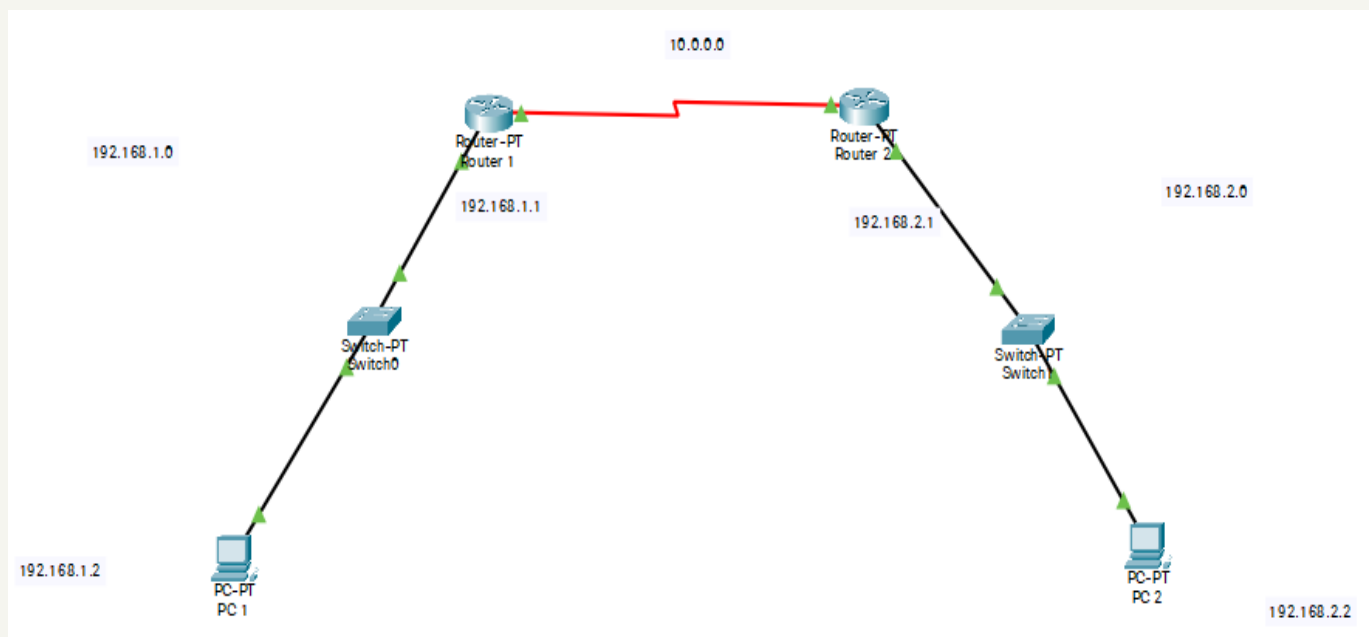 10.0.0.0
Router-PT
Router 1
Router-PT
Router 2
192.168.1.0
192.168.1.1
192.168.2.0
192.168.2.1
Switch-PT
Switch0
Switch-PT
Switch
192.168.1.2
PC-PT
PC 1
PC-PT
PC 2
192.168.2.2